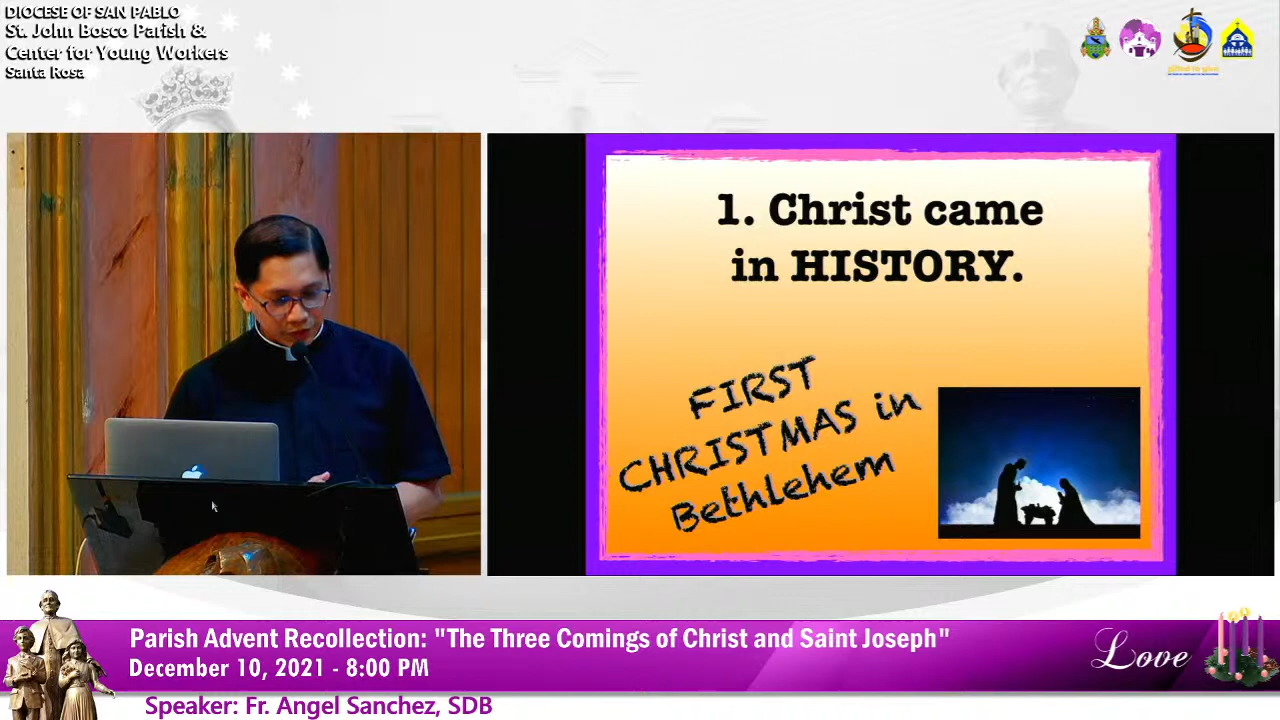 DIOCESE OF SAN PABLO
St. John Bosco Parish &
Center for Young Workers
Santa Rosa
1. Christ came
in HISTORY.
FIRST
CHRISTMAS in
Bethlehem
Parish Advent Recollection: "The Three Comings of Christ and Saint Joseph"
December 10, 2021 - 8:00 PM
Love
Speaker: Fr. Angel Sanchez, SDB